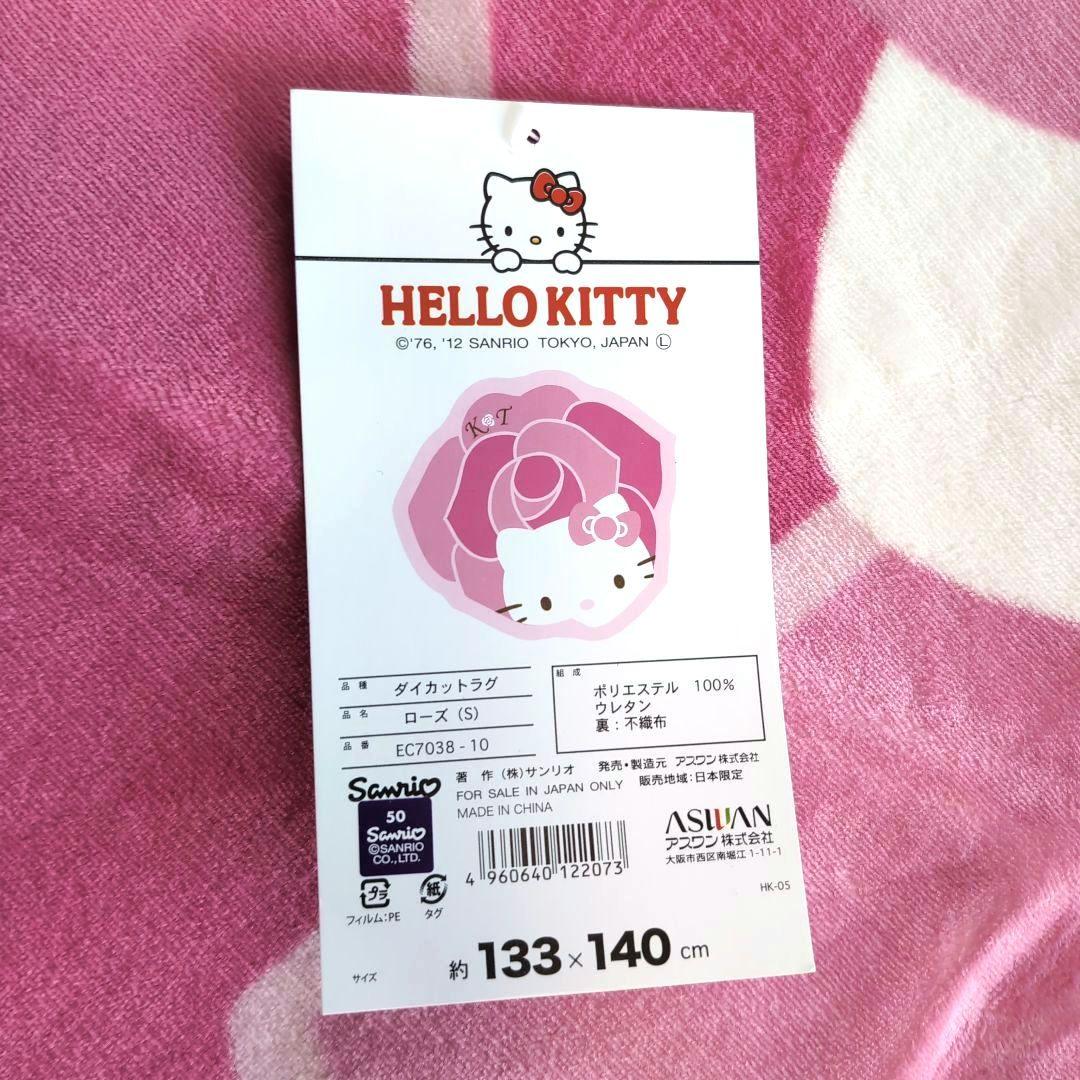 HELLO KITTY
©'76, '12 SANRIO TOKYO, JAPAN Ⓛ
K T
品種 ダイカットラグ
品名 ローズ（S）
品番 EC7038-10
組成
ポリエステル 100%
ウレタン
裏：不織布
Sanrio
50
Sanrio
©SANRIO
CO.,LTD.
著 作 (株)サンリオ
発売・製造元 アスワン株式会社
FOR SALE IN JAPAN ONLY
販売地域：日本限定
MADE IN CHINA
4 960640 122073
ASWAN
アスワン株式会社
大阪市西区南堀江1-11-1
HK-05
プラ
フィルム：PE
紙
タグ
サイズ
約 133×140 cm